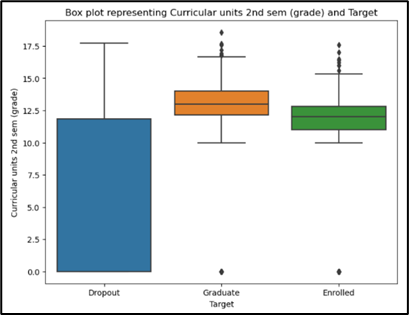 Box plot representing Curricular units 2nd sem (grade) and Target
Curricular units 2nd sem (grade)
17.5
15.0
12.5
10.0
7.5
5.0
2.5
0.0
Dropout
Graduate
Enrolled
Target